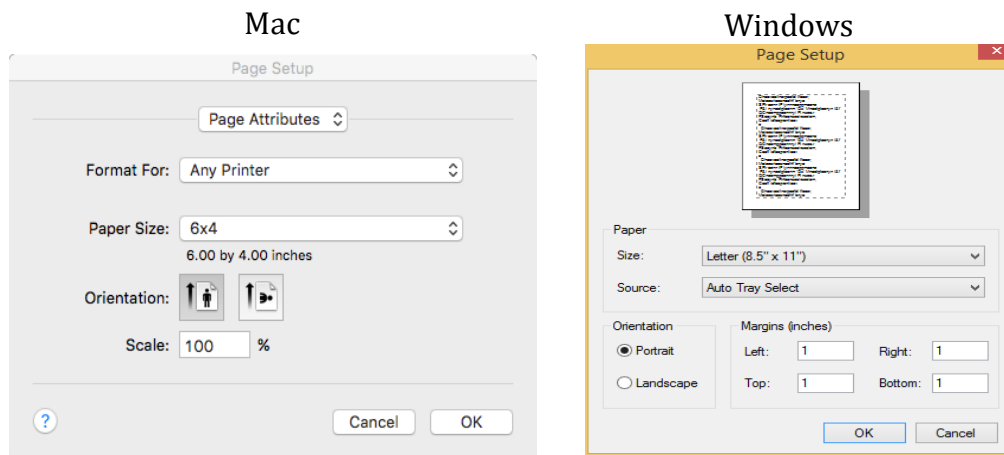 Mac
Page Setup
Page Attributes
Format For: Any Printer
Paper Size: 6x4
6.00 by 4.00 inches
Orientation:
Scale: 100 %
? Cancel OK
Windows
Page Setup
Paper
Size: Letter (8.5" x 11")
Source: Auto Tray Select
Orientation
Portrait
Landscape
Margins (inches)
Left: 1 Right: 1
Top: 1 Bottom: 1
OK Cancel